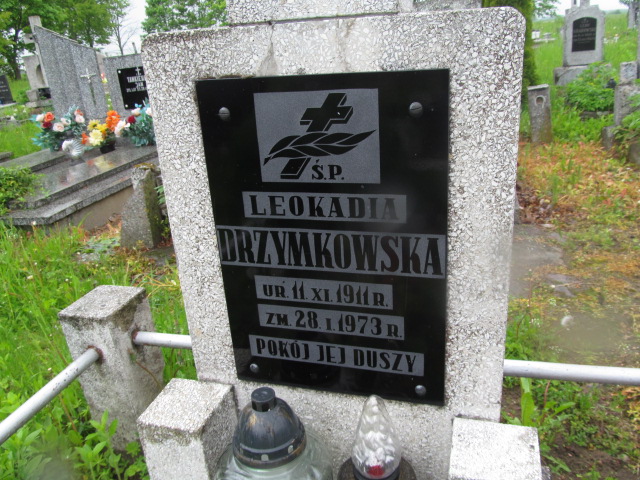 Ś.P.
LEOKADIA
DRZYMKOWSKA
UR. 11. XI. 1911 R.
ZM. 28. I. 1973 R.
POKÓJ JEJ DUSZY